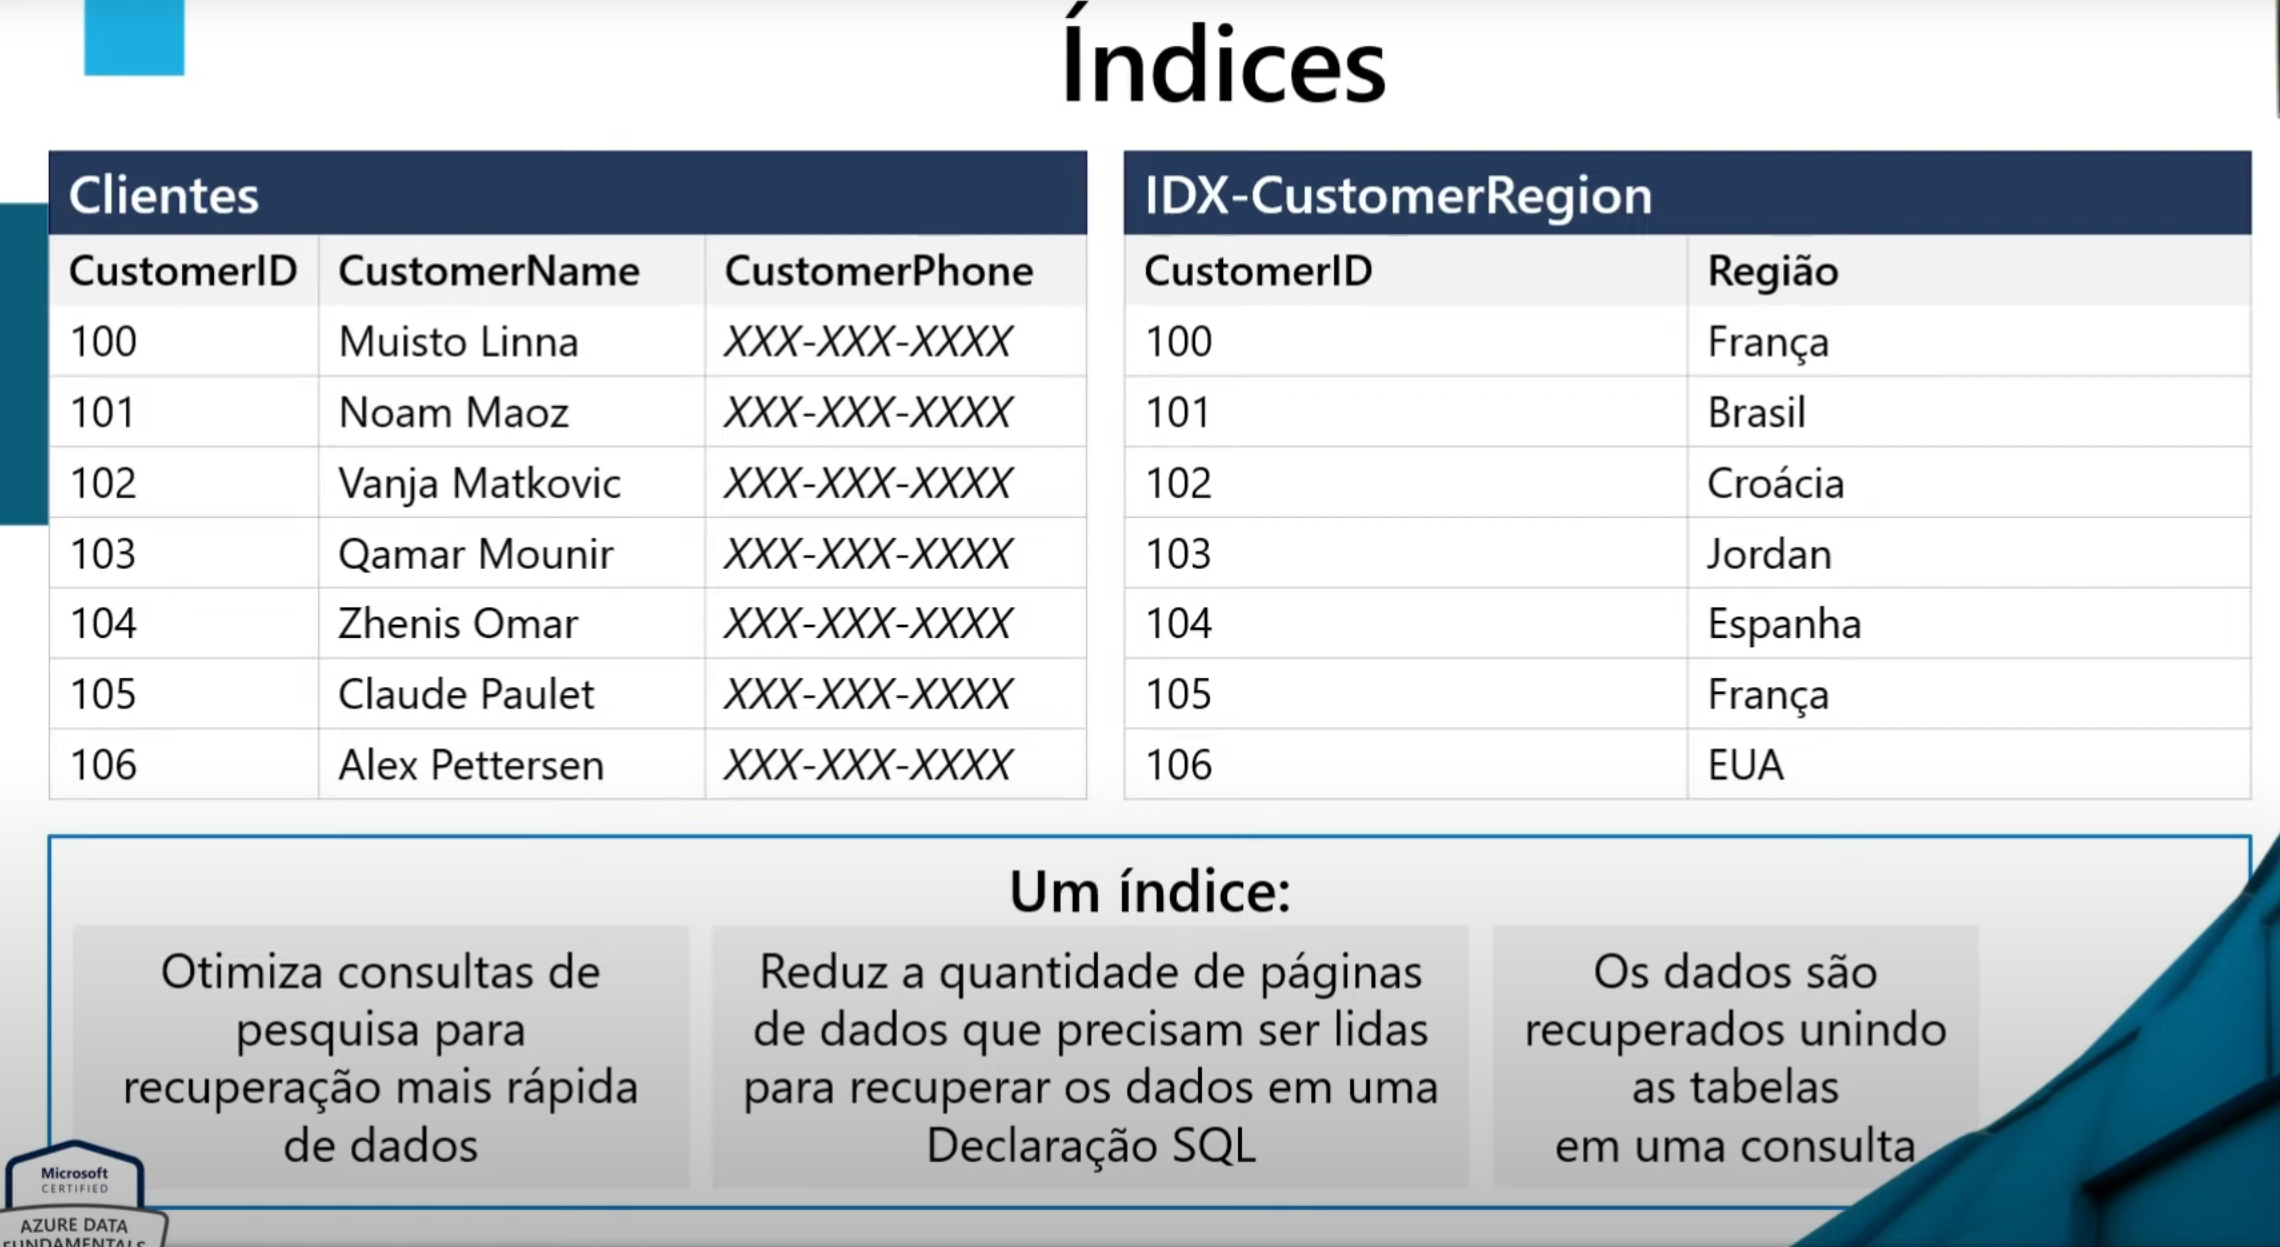 Índices
Clientes
CustomerID CustomerName CustomerPhone
100 Muisto Linna XXX-XXX-XXXX
101 Noam Maoz XXX-XXX-XXXX
102 Vanja Matkovic XXX-XXX-XXXX
103 Qamar Mounir XXX-XXX-XXXX
104 Zhenis Omar XXX-XXX-XXXX
105 Claude Paulet XXX-XXX-XXXX
106 Alex Pettersen XXX-XXX-XXXX
IDX-CustomerRegion
CustomerID Região
100 França
101 Brasil
102 Croácia
103 Jordan
104 Espanha
105 França
106 EUA
Um índice:
Otimiza consultas de
pesquisa para
recuperação mais rápida
de dados
Reduz a quantidade de páginas
de dados que precisam ser lidas
para recuperar os dados em uma
Declaração SQL
Os dados são
recuperados unindo
as tabelas
em uma consulta
Microsoft
CERTIFIED
AZURE DATA
FUNDAMENTALS